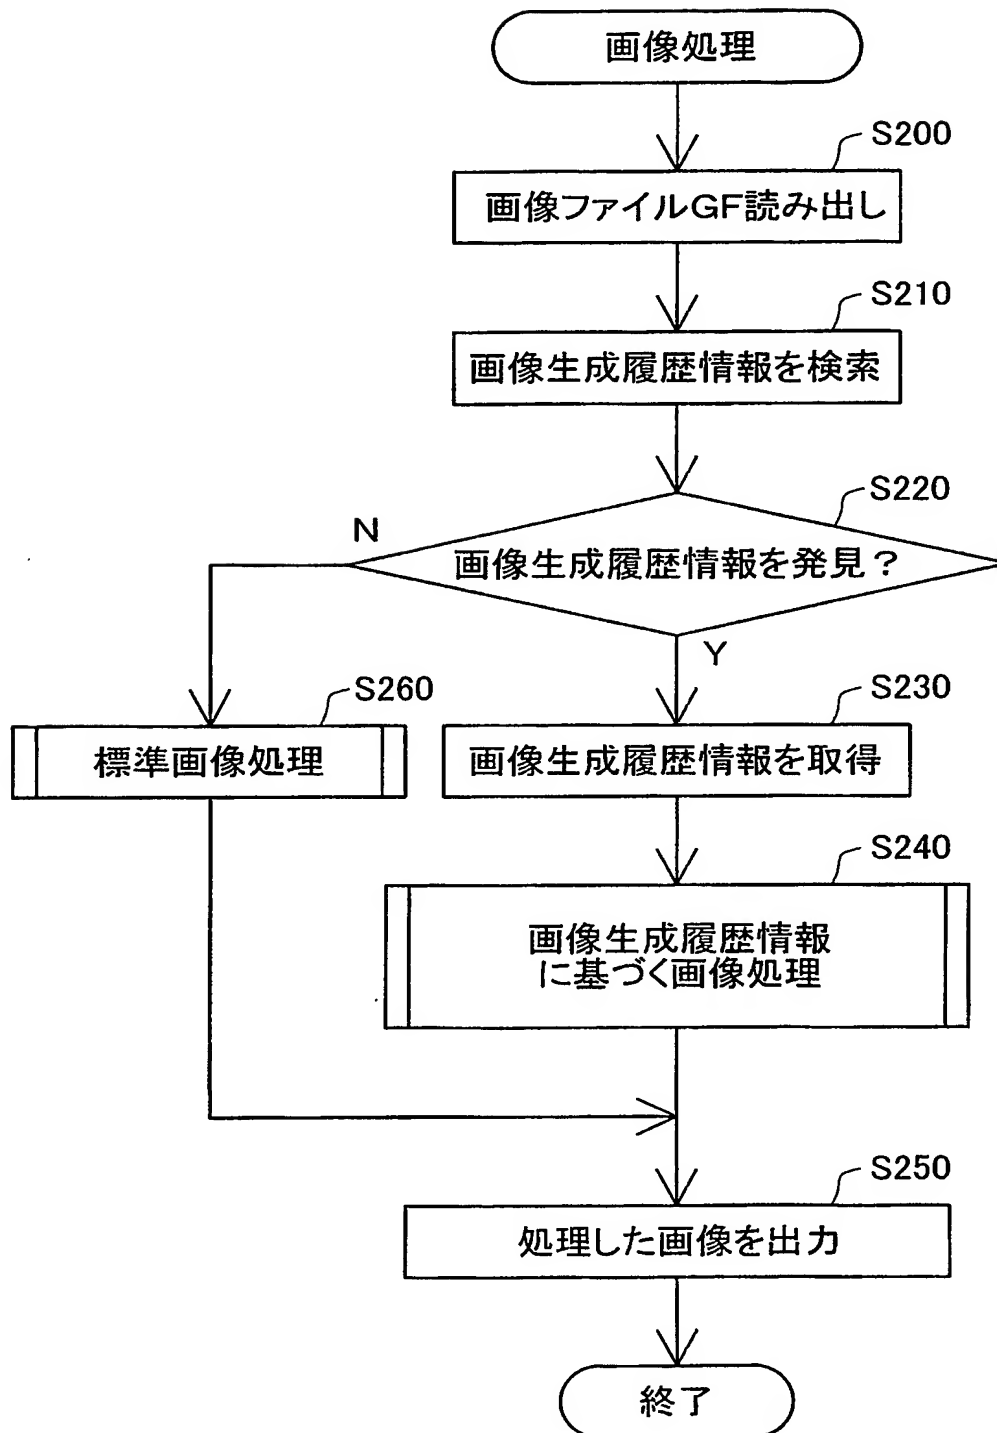 画像処理
S200
画像ファイルGF読み出し
S210
画像生成履歴情報を検索
S220
N
画像生成履歴情報を発見？
Y
S260
S230
標準画像処理
画像生成履歴情報を取得
S240
画像生成履歴情報
に基づく画像処理
S250
処理した画像を出力
終了